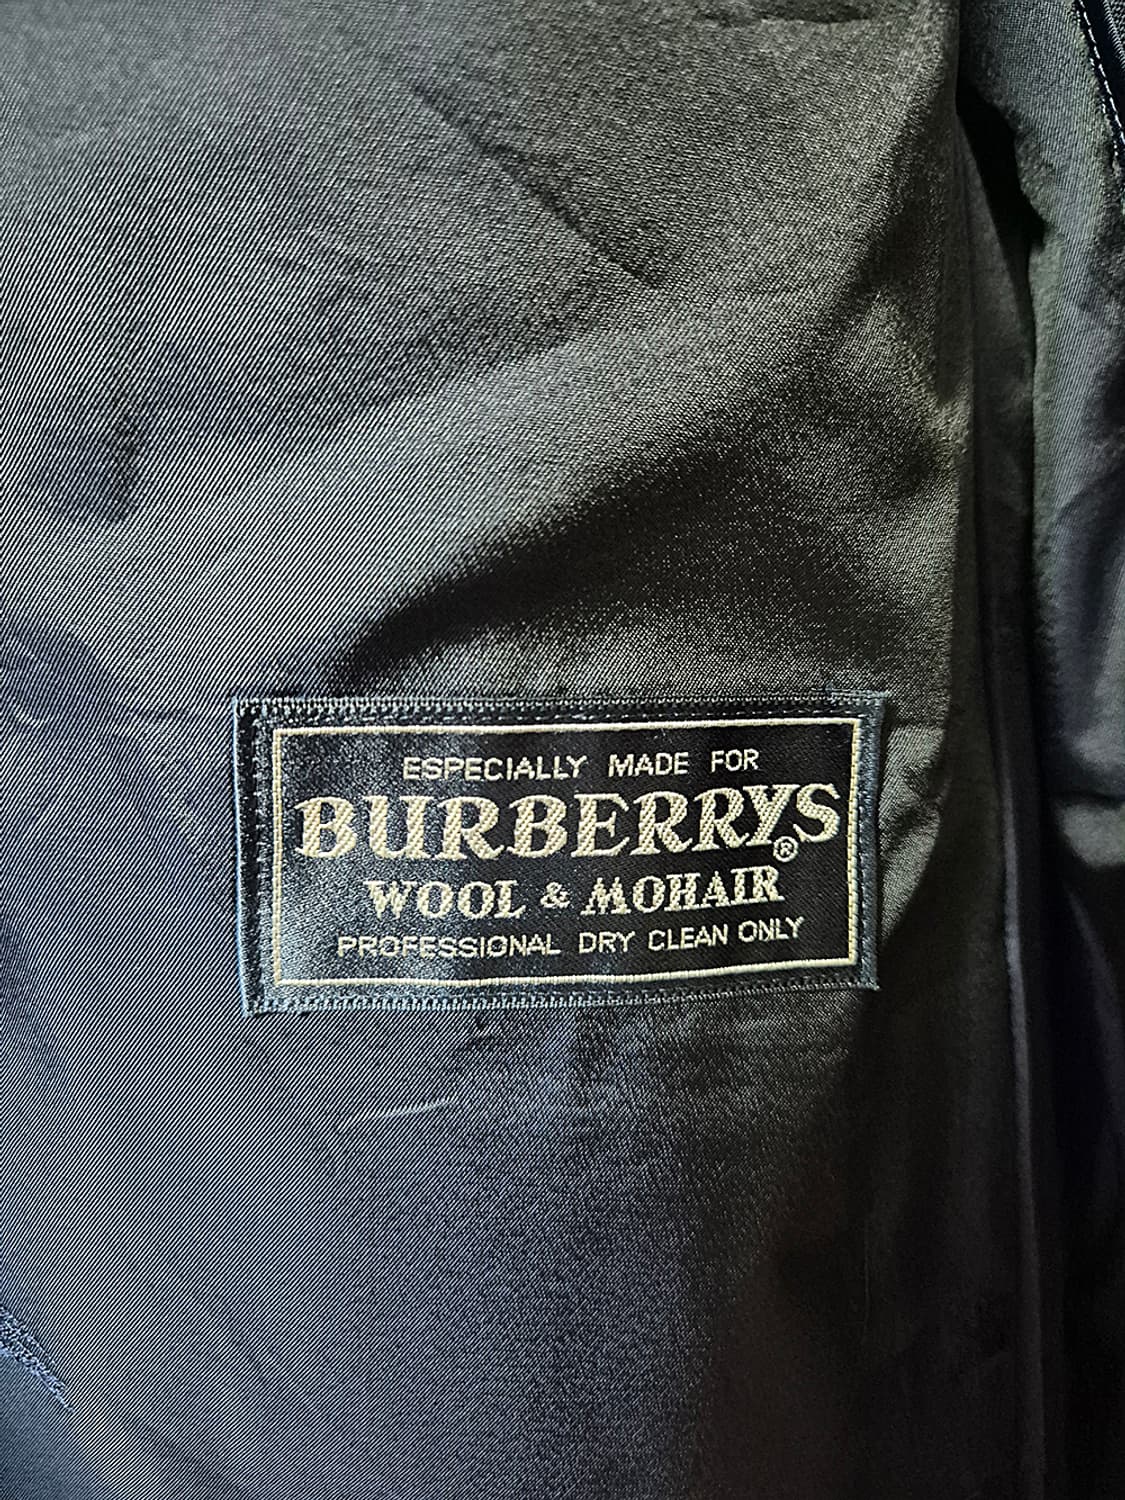 ESPECIALLY MADE FOR
BURBERRYS®
WOOL & MOHAIR
PROFESSIONAL DRY CLEAN ONLY